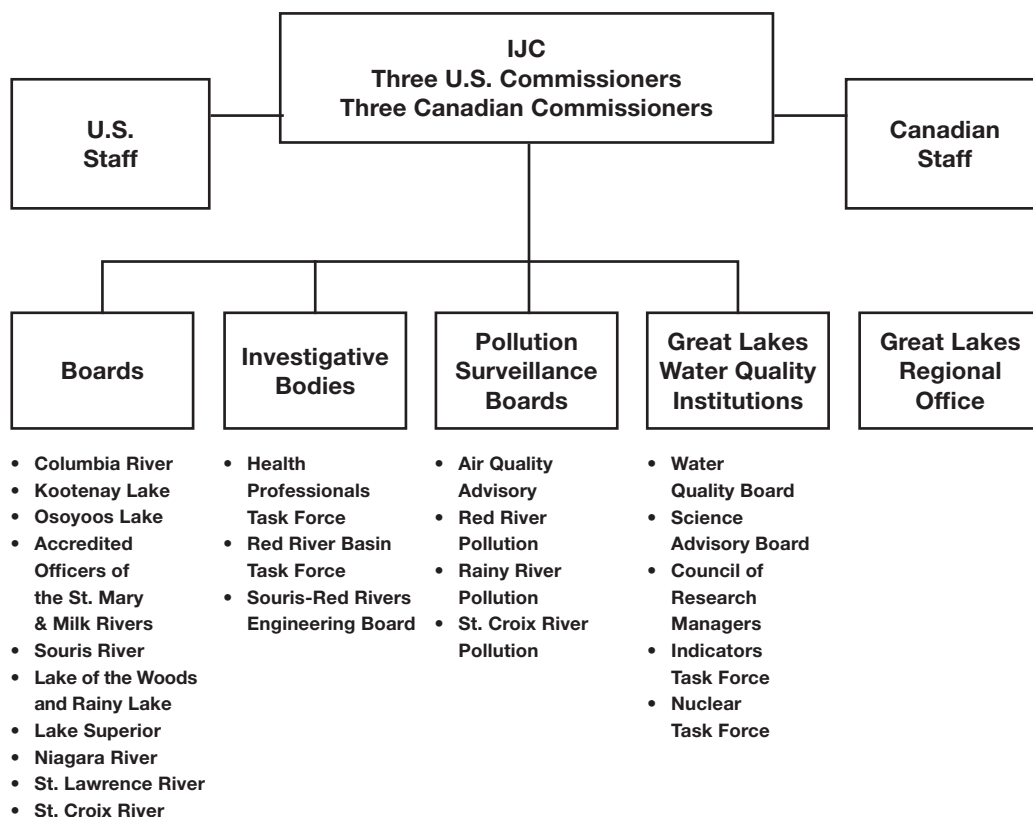 IJC
Three U.S. Commissioners
Three Canadian Commissioners
U.S.
Staff
Canadian
Staff
Boards
Investigative
Bodies
Pollution
Surveillance
Boards
Great Lakes
Water Quality
Institutions
Great Lakes
Regional
Office
• Columbia River
• Kootenay Lake
• Osoyoos Lake
• Accredited
Officers of
the St. Mary
& Milk Rivers
• Souris River
• Lake of the Woods
and Rainy Lake
• Lake Superior
• Niagara River
• St. Lawrence River
• St. Croix River
• Health
Professionals
Task Force
• Red River Basin
Task Force
• Souris-Red Rivers
Engineering Board
• Air Quality
Advisory
• Red River
Pollution
• Rainy River
Pollution
• St. Croix River
Pollution
• Water
Quality Board
• Science
Advisory Board
• Council of
Research
Managers
• Indicators
Task Force
• Nuclear
Task Force